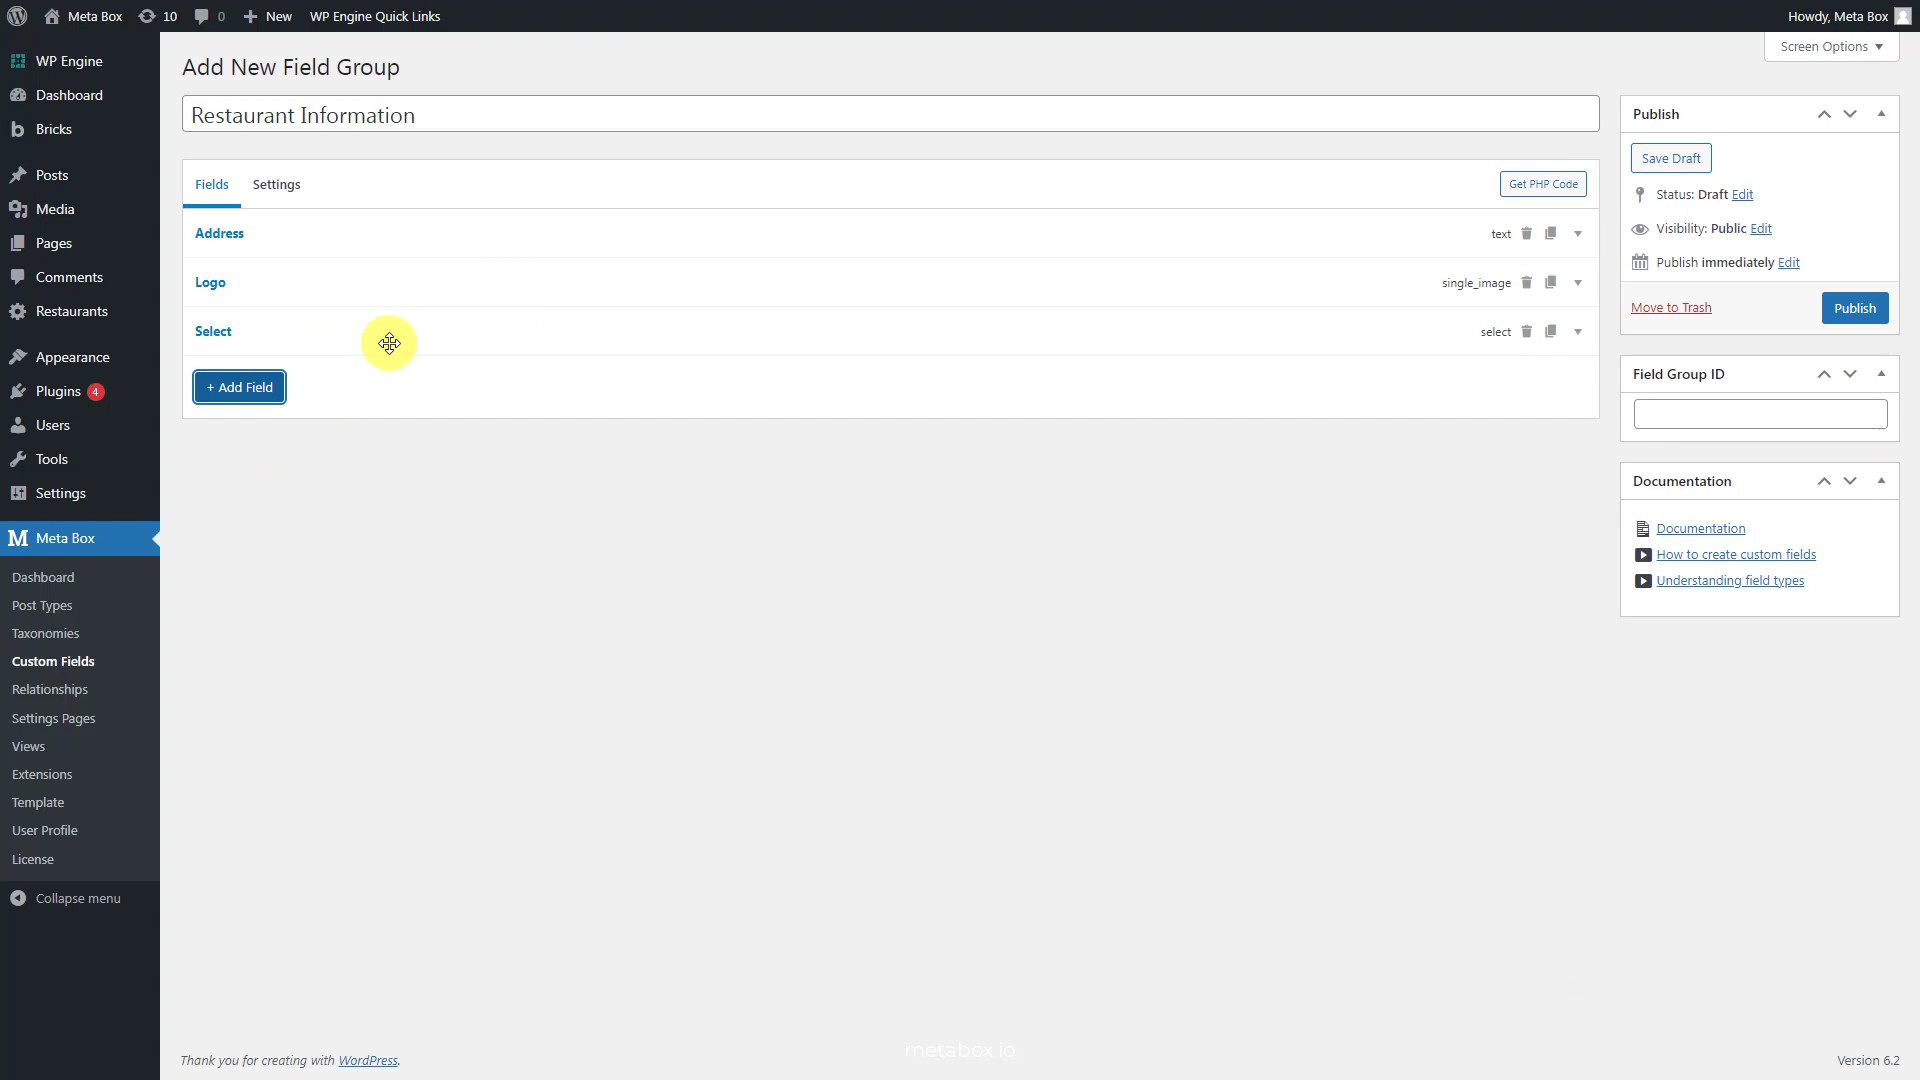 Meta Box 10 0 New WP Engine Quick Links Howdy, Meta Box
Screen Options
WP Engine
Dashboard
Bricks
Posts
Media
Pages
Comments
Restaurants
Appearance
Plugins 4
Users
Tools
Settings
Meta Box
Dashboard
Post Types
Taxonomies
Custom Fields
Relationships
Settings Pages
Views
Extensions
Template
User Profile
License
Collapse menu
Add New Field Group
Restaurant Information
Fields Settings Get PHP Code
Address text
Logo single_image
Select select
+ Add Field
Publish
Save Draft
Status: Draft Edit
Visibility: Public Edit
Publish immediately Edit
Move to Trash Publish
Field Group ID
Documentation
Documentation
How to create custom fields
Understanding field types
Thank you for creating with WordPress.
metabox.io
Version 6.2